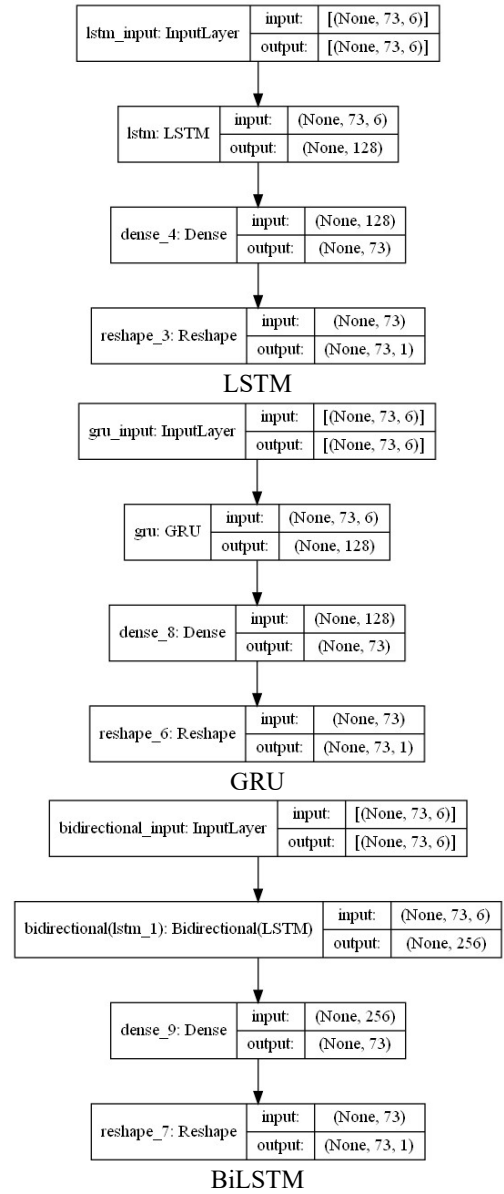 lstm_input: InputLayer input: [(None, 73, 6)]
output: [(None, 73, 6)]
lstm: LSTM input: (None, 73, 6)
output: (None, 128)
dense_4: Dense input: (None, 128)
output: (None, 73)
reshape_3: Reshape input: (None, 73)
output: (None, 73, 1)
LSTM
gru_input: InputLayer input: [(None, 73, 6)]
output: [(None, 73, 6)]
gru: GRU input: (None, 73, 6)
output: (None, 128)
dense_8: Dense input: (None, 128)
output: (None, 73)
reshape_6: Reshape input: (None, 73)
output: (None, 73, 1)
GRU
bidirectional_input: InputLayer input: [(None, 73, 6)]
output: [(None, 73, 6)]
bidirectional(lstm_1): Bidirectional(LSTM) input: (None, 73, 6)
output: (None, 256)
dense_9: Dense input: (None, 256)
output: (None, 73)
reshape_7: Reshape input: (None, 73)
output: (None, 73, 1)
BiLSTM